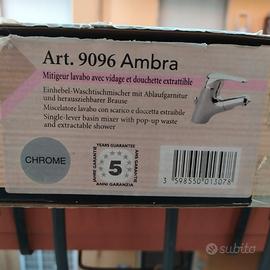 Art. 9096 Ambra
Mitigeur lavabo avec vidage et douchette extrattible
Einhebel-Waschtischmischer mit Ablaufgarnitur
und herausziehbarer Brause
Miscelatore lavabo con scarico e doccetta estraibile
Single-lever basin mixer with pop-up waste
and extractable shower
CHROME
YEARS GUARANTEE
JAHRE GARANTIE
5
ANS GARANTIE
ANNI GARANZIA
3 598550 013078
subito